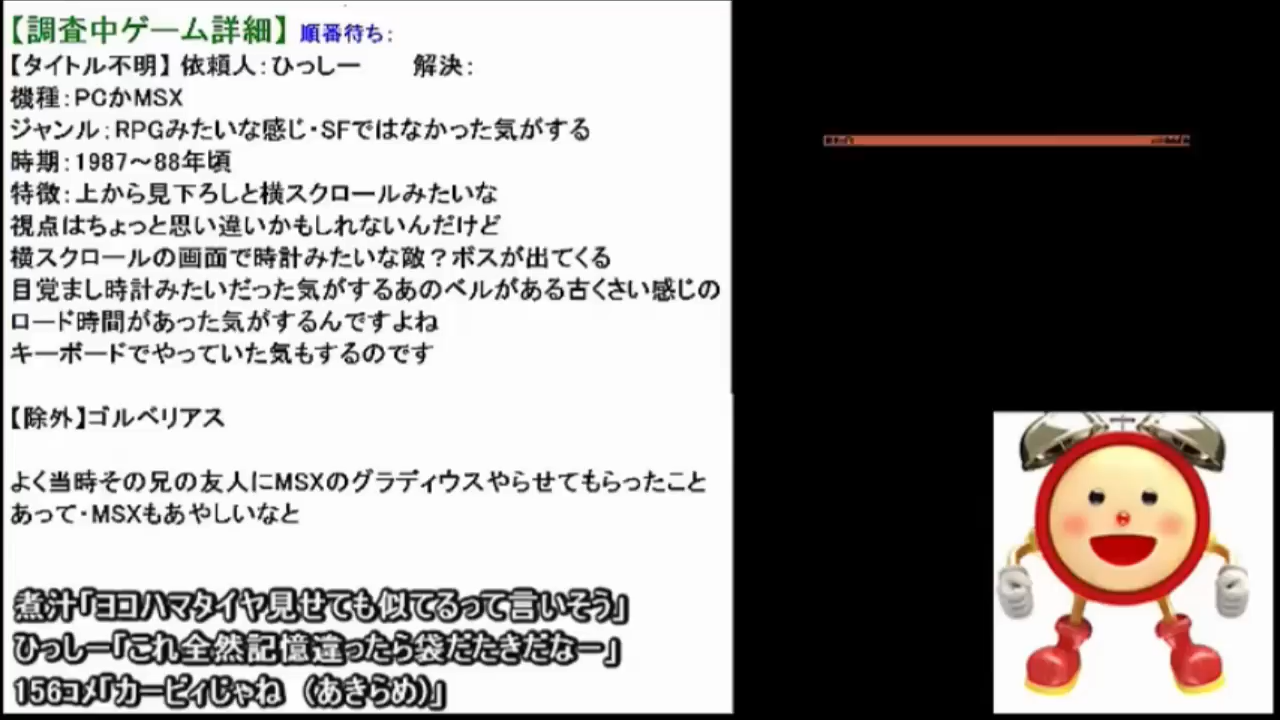 【調査中ゲーム詳細】 順番待ち:
【タイトル不明】 依頼人:ひっしー 解決:
機種:PCかMSX
ジャンル:RPGみたいな感じ・SFではなかった気がする
時期:1987〜88年頃
特徴:上から見下ろしと横スクロールみたいな
視点はちょっと思い違いかもしれないんだけど
横スクロールの画面で時計みたいな敵?ボスが出てくる
目覚まし時計みたいだった気がするあのベルがある古くさい感じの
ロード時間があった気がするんですよね
キーボードでやっていた気もするのです
【除外】ゴルベリアス
よく当時その兄の友人にMSXのグラディウスやらせてもらったこと
あって・MSXもあやしいなと
煮汁「ヨコハマタイヤ見せても似てるって言いそう」
ひっしー「これ全然記憶違ったら袋だたきだなー」
156コメ「カービィじゃね (あきらめ)」